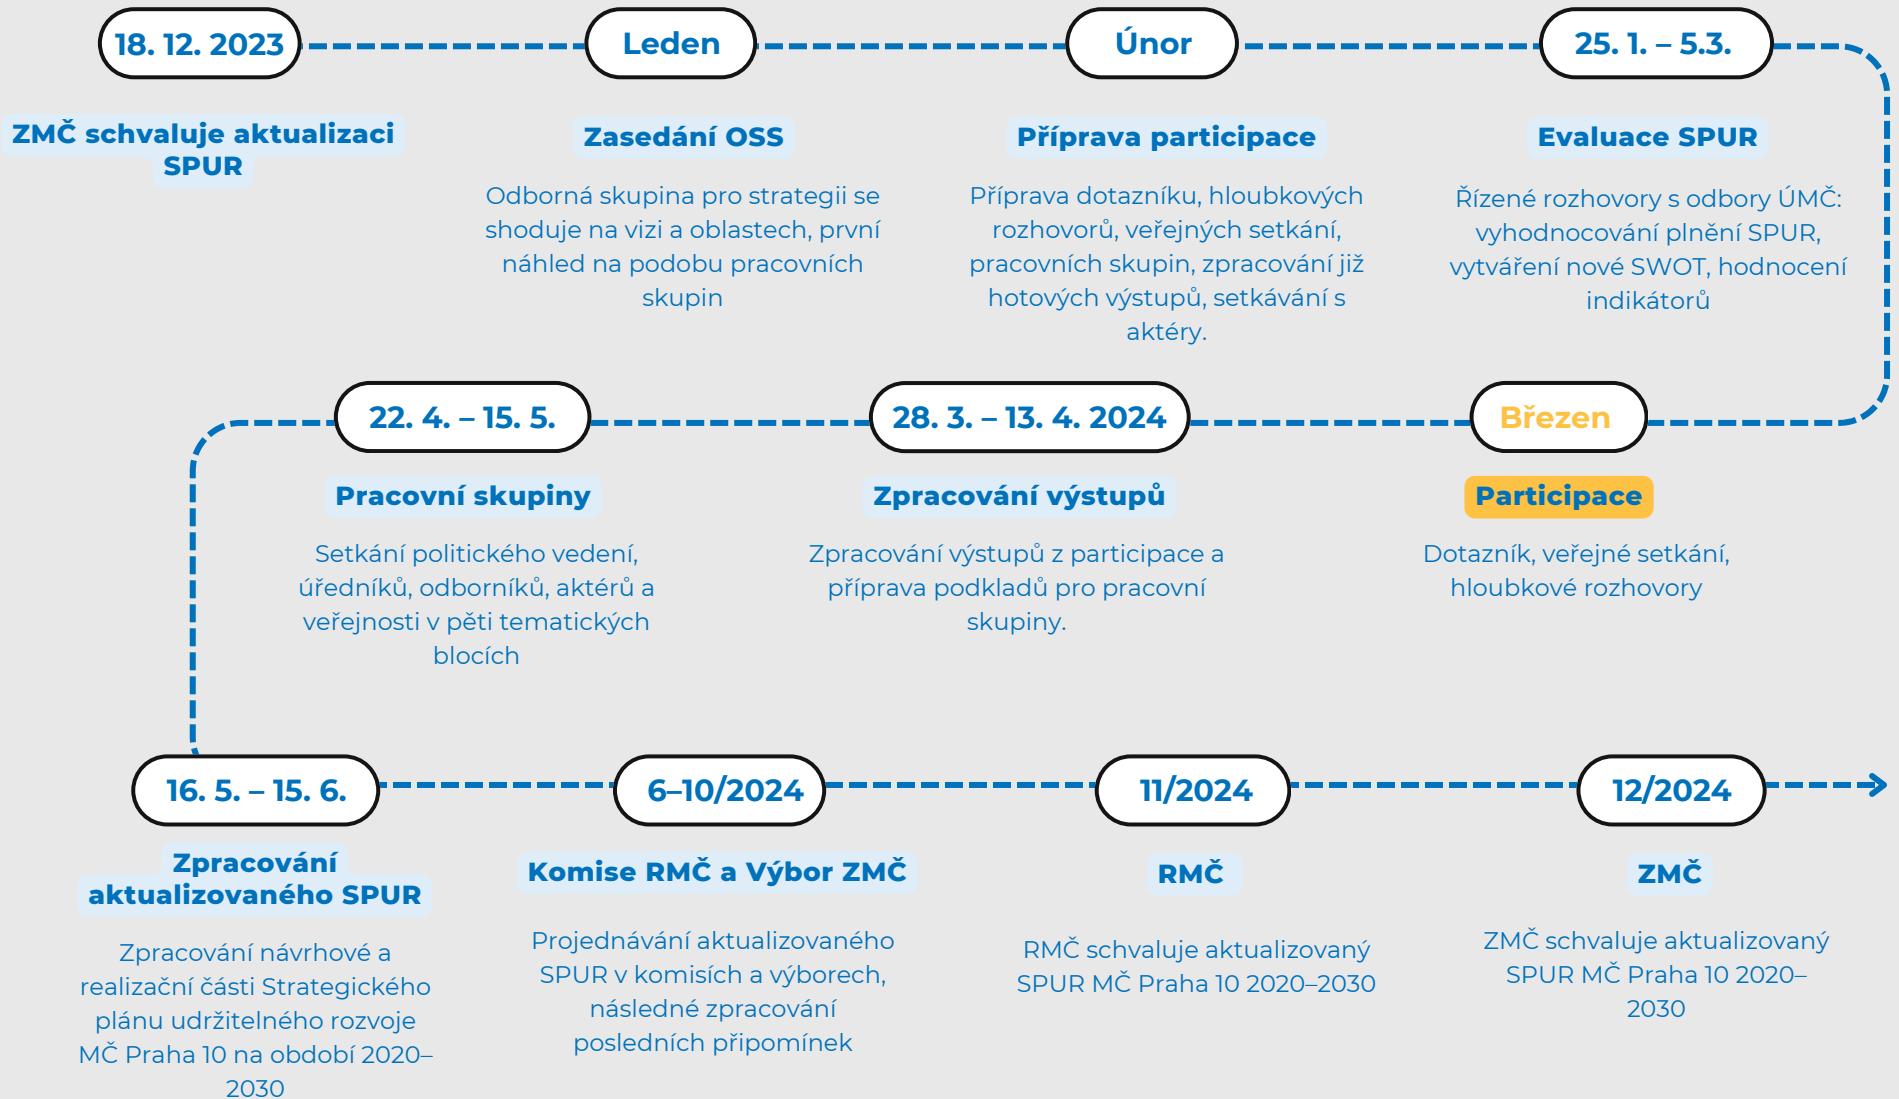 18. 12. 2023
ZMČ schvaluje aktualizaci
SPUR
Leden
Zasedání OSS
Odborná skupina pro strategii se
shoduje na vizi a oblastech, první
náhled na podobu pracovních
skupin
Únor
Příprava participace
Příprava dotazníku, hloubkových
rozhovorů, veřejných setkání,
pracovních skupin, zpracování již
hotových výstupů, setkávání s
aktéry.
25. 1. – 5.3.
Evaluace SPUR
Řízené rozhovory s odbory ÚMČ:
vyhodnocování plnění SPUR,
vytváření nové SWOT, hodnocení
indikátorů
Březen
Participace
Dotazník, veřejné setkání,
hloubkové rozhovory
28. 3. – 13. 4. 2024
Zpracování výstupů
Zpracování výstupů z participace a
příprava podkladů pro pracovní
skupiny.
22. 4. – 15. 5.
Pracovní skupiny
Setkání politického vedení,
úředníků, odborníků, aktérů a
veřejnosti v pěti tematických
blocích
16. 5. – 15. 6.
Zpracování
aktualizovaného SPUR
Zpracování návrhové a
realizační části Strategického
plánu udržitelného rozvoje
MČ Praha 10 na období 2020–
2030
6–10/2024
Komise RMČ a Výbor ZMČ
Projednávání aktualizovaného
SPUR v komisích a výborech,
následné zpracování
posledních připomínek
11/2024
RMČ
RMČ schvaluje aktualizovaný
SPUR MČ Praha 10 2020–2030
12/2024
ZMČ
ZMČ schvaluje aktualizovaný
SPUR MČ Praha 10 2020–
2030